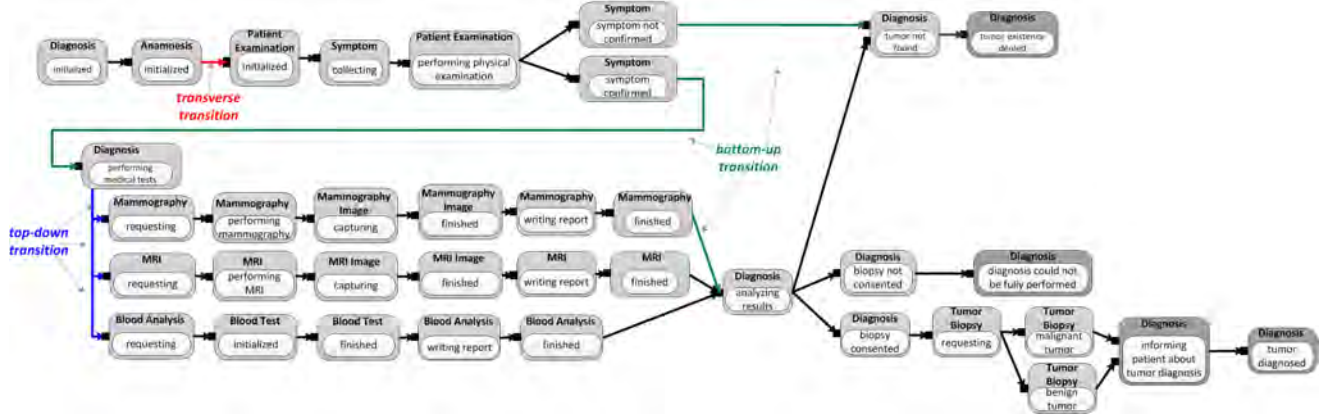 Diagnosis
initialized
Anamnesis
initialized
Patient
Examination
initialized
Symptom
collecting
Patient Examination
performing physical
examination
Symptom
symptom not
confirmed
Symptom
symptom
confirmed
Diagnosis
tumor not
found
Diagnosis
tumor existence
denied
transverse
transition
bottom-up
transition
Diagnosis
performing
medical tests
top-down
transition
Mammography
requesting
Mammography
performing
mammography
Mammography
Image
capturing
Mammography
Image
finished
Mammography
writing report
Mammography
finished
MRI
requesting
MRI
performing
MRI
MRI Image
capturing
MRI Image
finished
MRI
writing report
MRI
finished
Blood Analysis
requesting
Blood Test
initialized
Blood Test
finished
Blood Analysis
writing report
Blood Analysis
finished
Diagnosis
analyzing
results
Diagnosis
biopsy not
consented
Diagnosis
diagnosis could not
be fully performed
Diagnosis
biopsy
consented
Tumor
Biopsy
requesting
Tumor
Biopsy
malignant
tumor
Tumor
Biopsy
benign
tumor
Diagnosis
informing
patient about
tumor diagnosis
Diagnosis
tumor
diagnosed